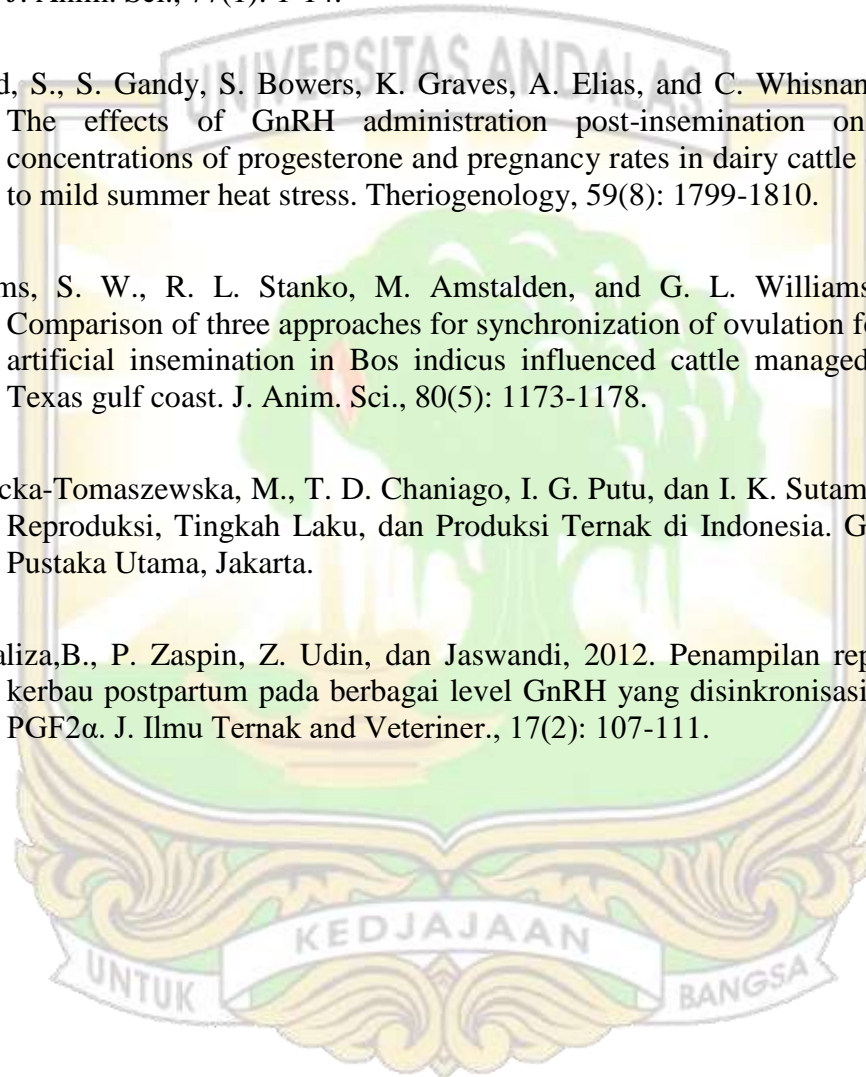 J. Anim. Sci., 77(1): 1-14.
UNIVERSITAS ANDALAS
d, S., S. Gandy, S. Bowers, K. Graves, A. Elias, and C. Whisnan
The effects of GnRH administration post-insemination on
concentrations of progesterone and pregnancy rates in dairy cattle
to mild summer heat stress. Theriogenology, 59(8): 1799-1810.
ms, S. W., R. L. Stanko, M. Amstalden, and G. L. Williams
Comparison of three approaches for synchronization of ovulation fo
artificial insemination in Bos indicus influenced cattle managed
Texas gulf coast. J. Anim. Sci., 80(5): 1173-1178.
cka-Tomaszewska, M., T. D. Chaniago, I. G. Putu, dan I. K. Sutam
Reproduksi, Tingkah Laku, dan Produksi Ternak di Indonesia. G
Pustaka Utama, Jakarta.
aliza,B., P. Zaspin, Z. Udin, dan Jaswandi, 2012. Penampilan rep
kerbau postpartum pada berbagai level GnRH yang disinkronisasi
PGF2α. J. Ilmu Ternak and Veteriner., 17(2): 107-111.
UNTUK KEDJAJAAN BANGSA